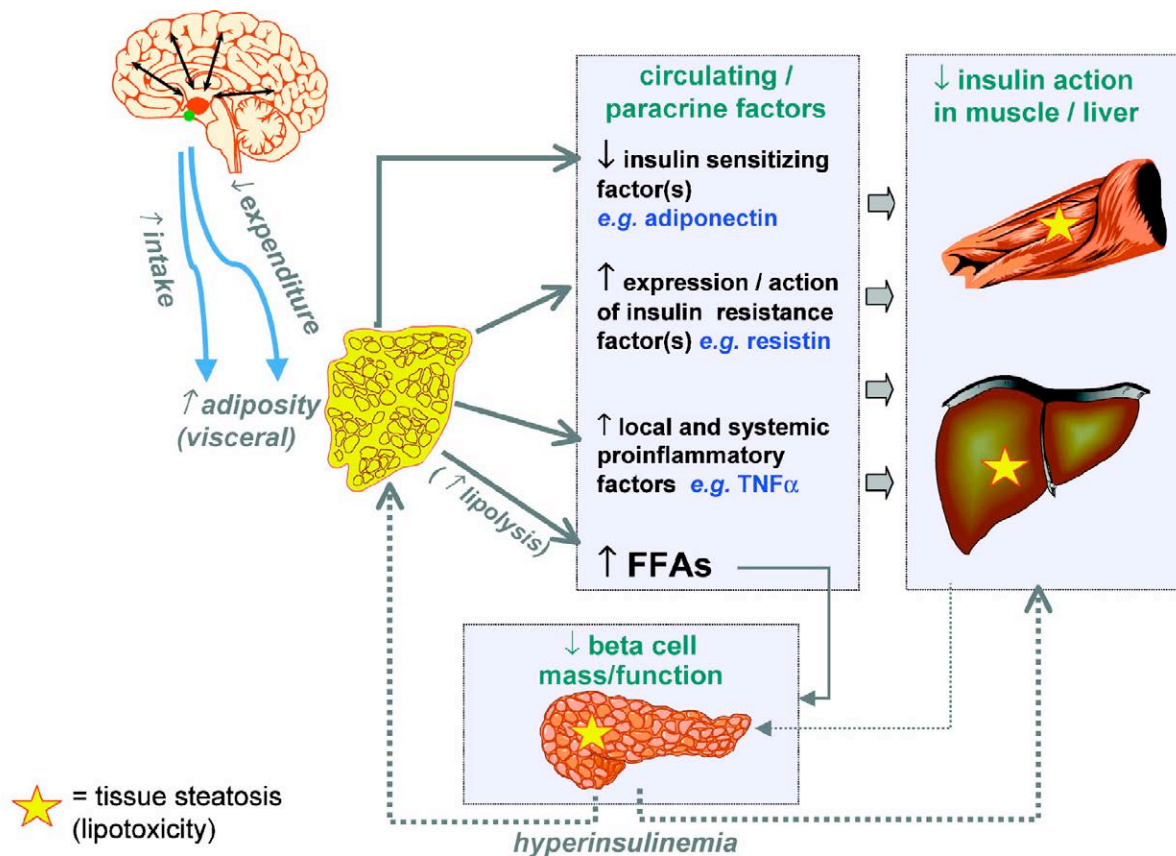 ↑ intake
↓ expenditure
↑ adiposity
(visceral)
( ↑ lipolysis)
circulating /
paracrine factors
↓ insulin sensitizing
factor(s)
e.g. adiponectin
↑ expression / action
of insulin resistance
factor(s) e.g. resistin
↑ local and systemic
proinflammatory
factors e.g. TNFα
↑ FFAs
↓ insulin action
in muscle / liver
↓ beta cell
mass/function
hyperinsulinemia
= tissue steatosis
(lipotoxicity)